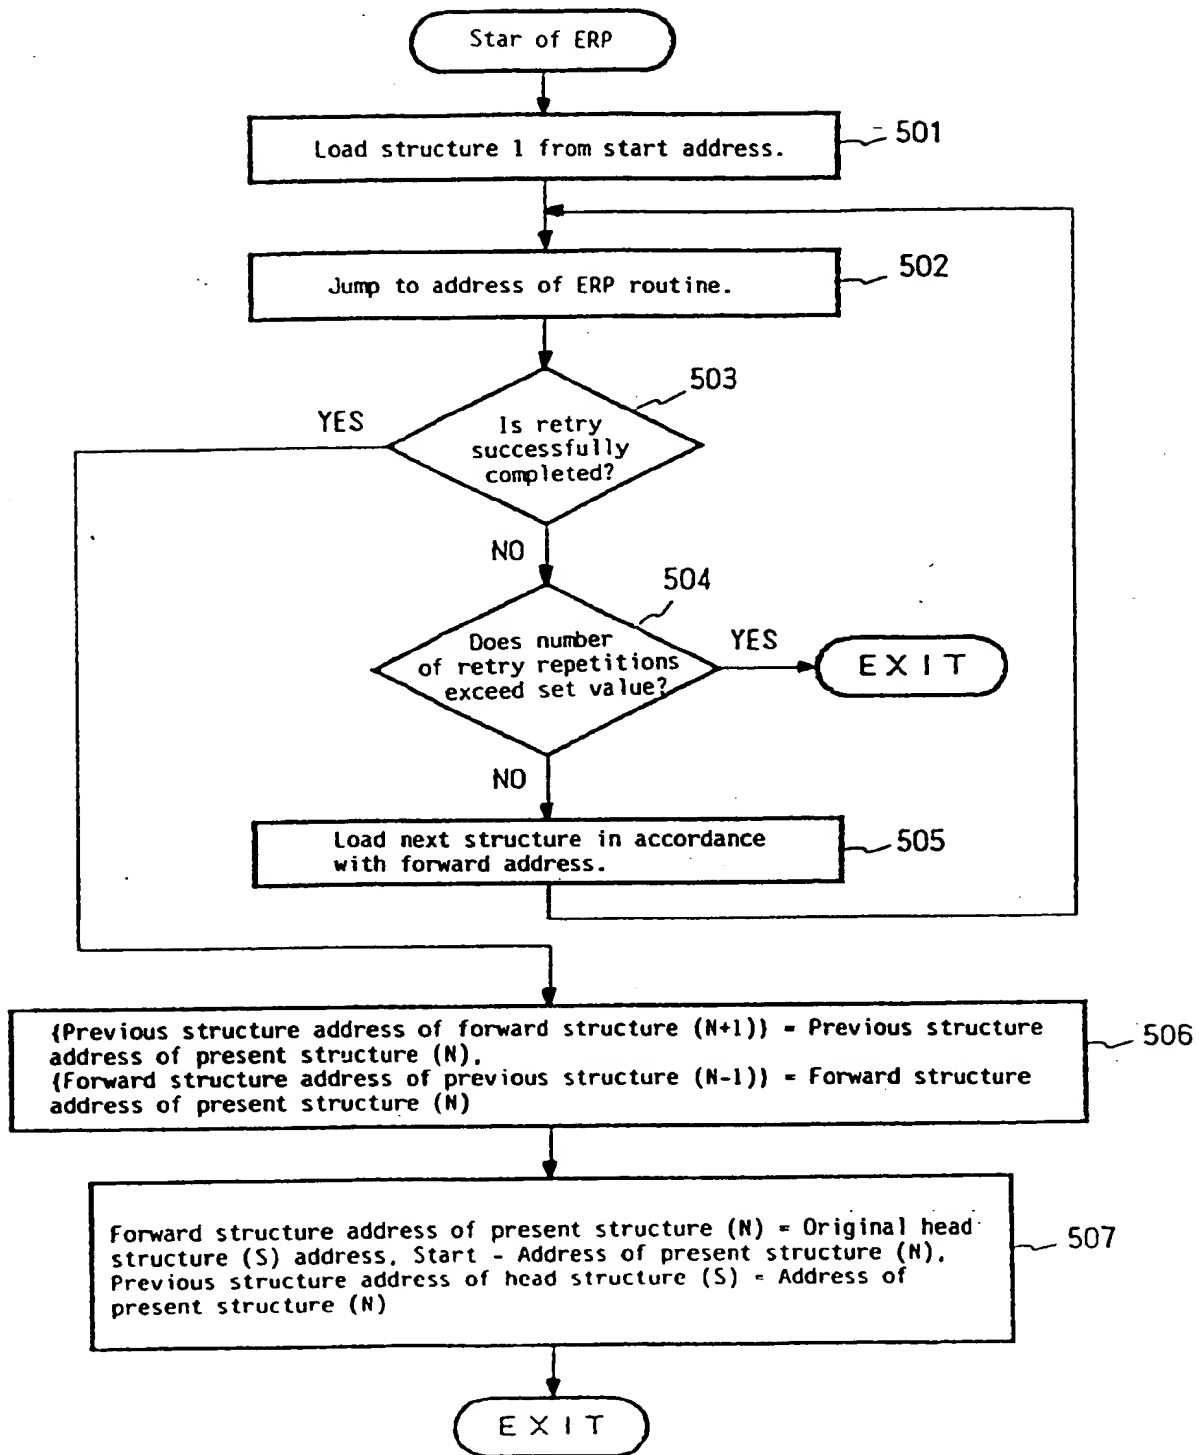 Star of ERP
Load structure 1 from start address.
501
Jump to address of ERP routine.
502
503
YES
Is retry
successfully
completed?
NO
504
Does number
of retry repetitions
exceed set value?
YES
EXIT
NO
Load next structure in accordance
with forward address.
505
{Previous structure address of forward structure (N+1)} = Previous structure
address of present structure (N).
{Forward structure address of previous structure (N-1)} = Forward structure
address of present structure (N)
506
Forward structure address of present structure (N) = Original head
structure (S) address. Start - Address of present structure (N).
Previous structure address of head structure (S) = Address of
present structure (N)
507
EXIT